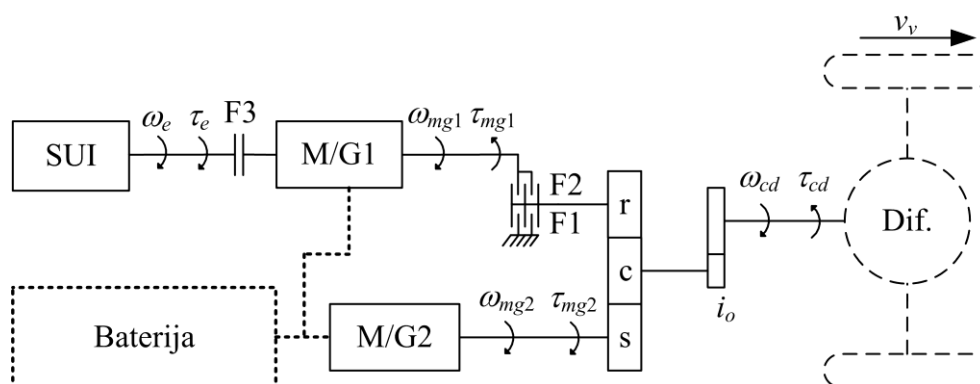 v_v
ω_e τ_e F3 ω_mg1 τ_mg1
SUI M/G1
F2
F1
r
c
s
ω_cd τ_cd
Dif.
i_o
Baterija
M/G2
ω_mg2 τ_mg2